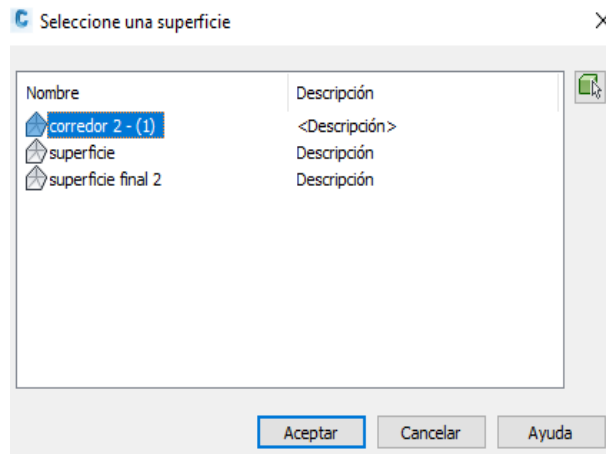 C Seleccione una superficie
Nombre Descripción
corredor 2 - (1) <Descripción>
superficie Descripción
superficie final 2 Descripción
Aceptar Cancelar Ayuda